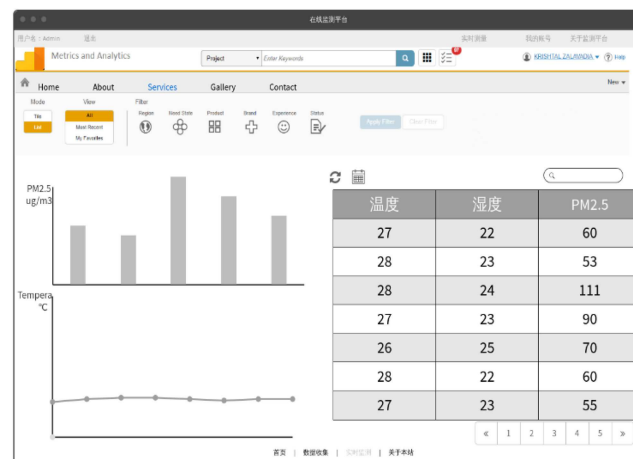 在线监测平台
用户名：Admin 退出 实时测量 我的账号 关于监测平台
Metrics and Analytics Project Enter Keywords KRISHTAL ZALAVADIA Help
Home About Services Gallery Contact New
Mode View Filter
Tile All Region Product Brand Experience Status
List Most Recent Apply Filter Clear Filter
My Favorites
PM2.5
ug/m3
温度 湿度 PM2.5
27 22 60
28 23 53
28 24 111
27 23 90
26 25 70
28 22 60
27 23 55
Tempera
℃
« 1 2 3 4 5 »
首页 | 数据收集 | 实时监测 | 关于本站